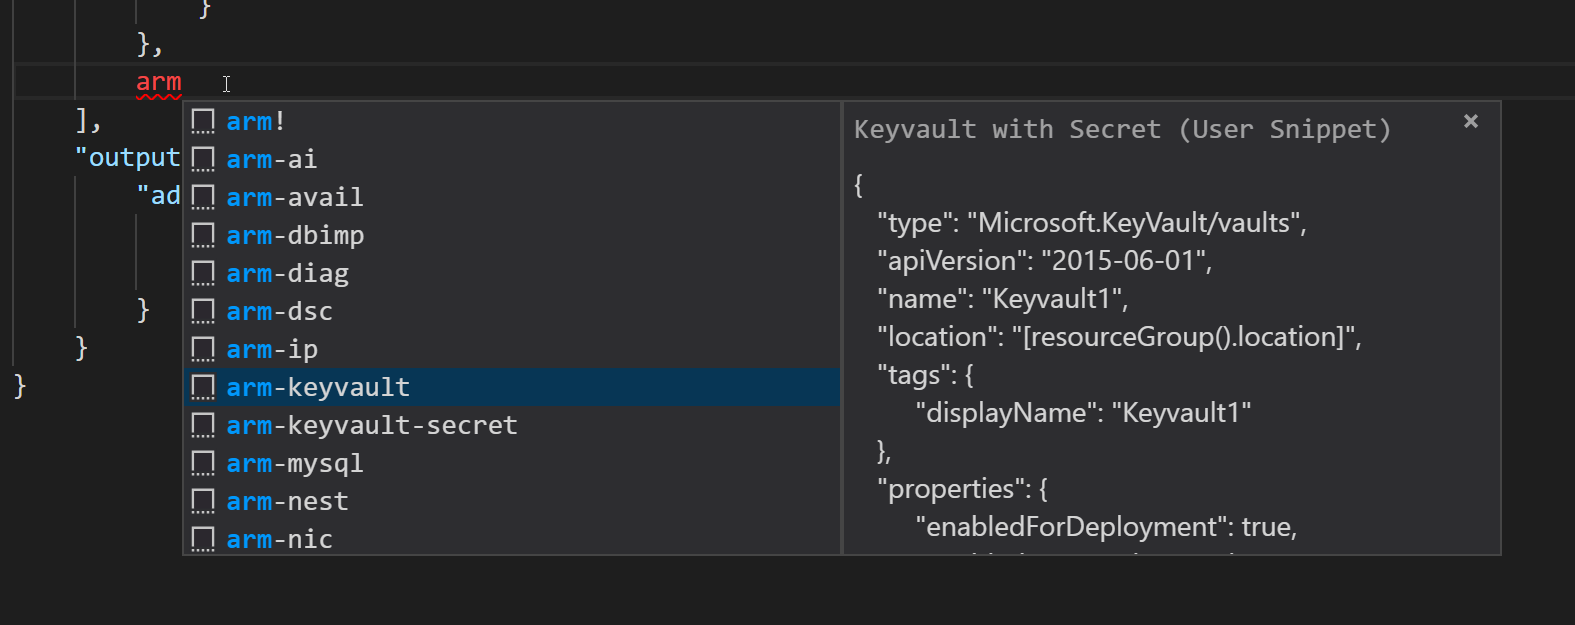 }
},
arm
],
"output
"ad
}
}
}
arm!
arm-ai
arm-avail
arm-dbimp
arm-diag
arm-dsc
arm-ip
arm-keyvault
arm-keyvault-secret
arm-mysql
arm-nest
arm-nic
Keyvault with Secret (User Snippet)
{
"type": "Microsoft.KeyVault/vaults",
"apiVersion": "2015-06-01",
"name": "Keyvault1",
"location": "[resourceGroup().location]",
"tags": {
"displayName": "Keyvault1"
},
"properties": {
"enabledForDeployment": true,